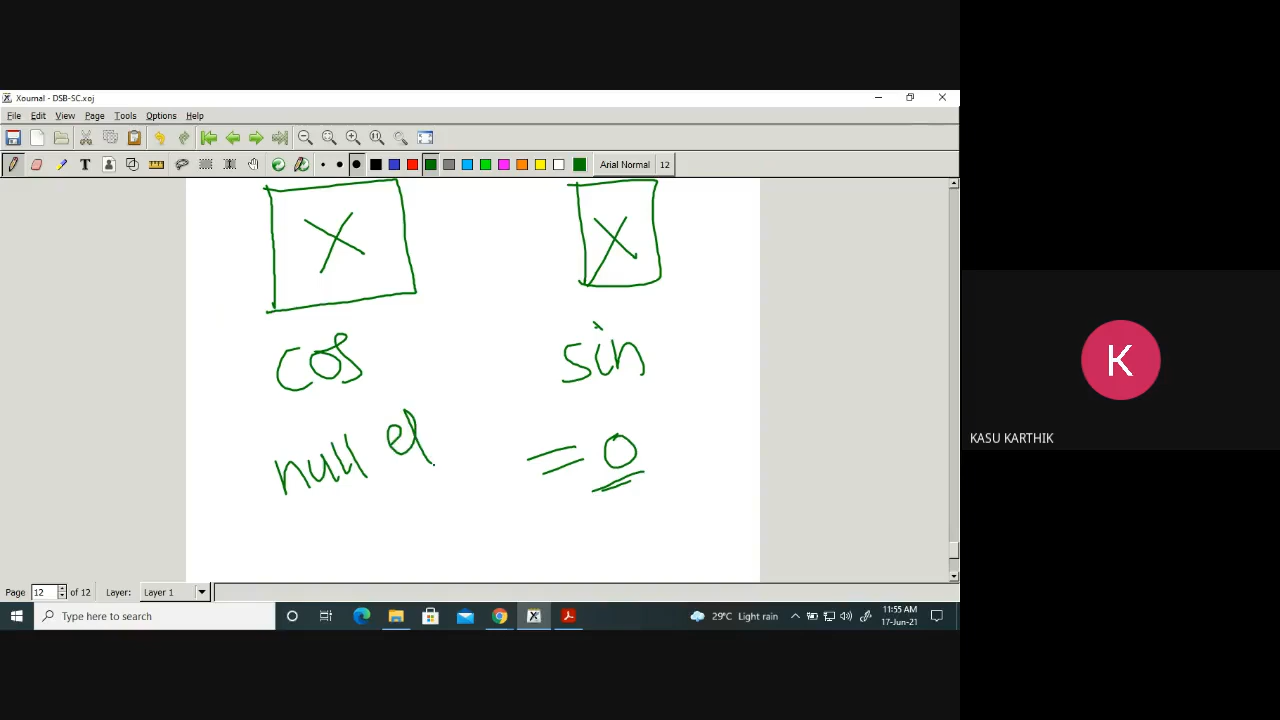 Xournal - DSB-SC.xoj
File Edit View Page Tools Options Help
T Arial Normal 12
X X
cos sin
null el = 0
K
KASU KARTHIK
Page 12 of 12 Layer: Layer 1
Type here to search 29°C Light rain 11:55 AM
17-Jun-21